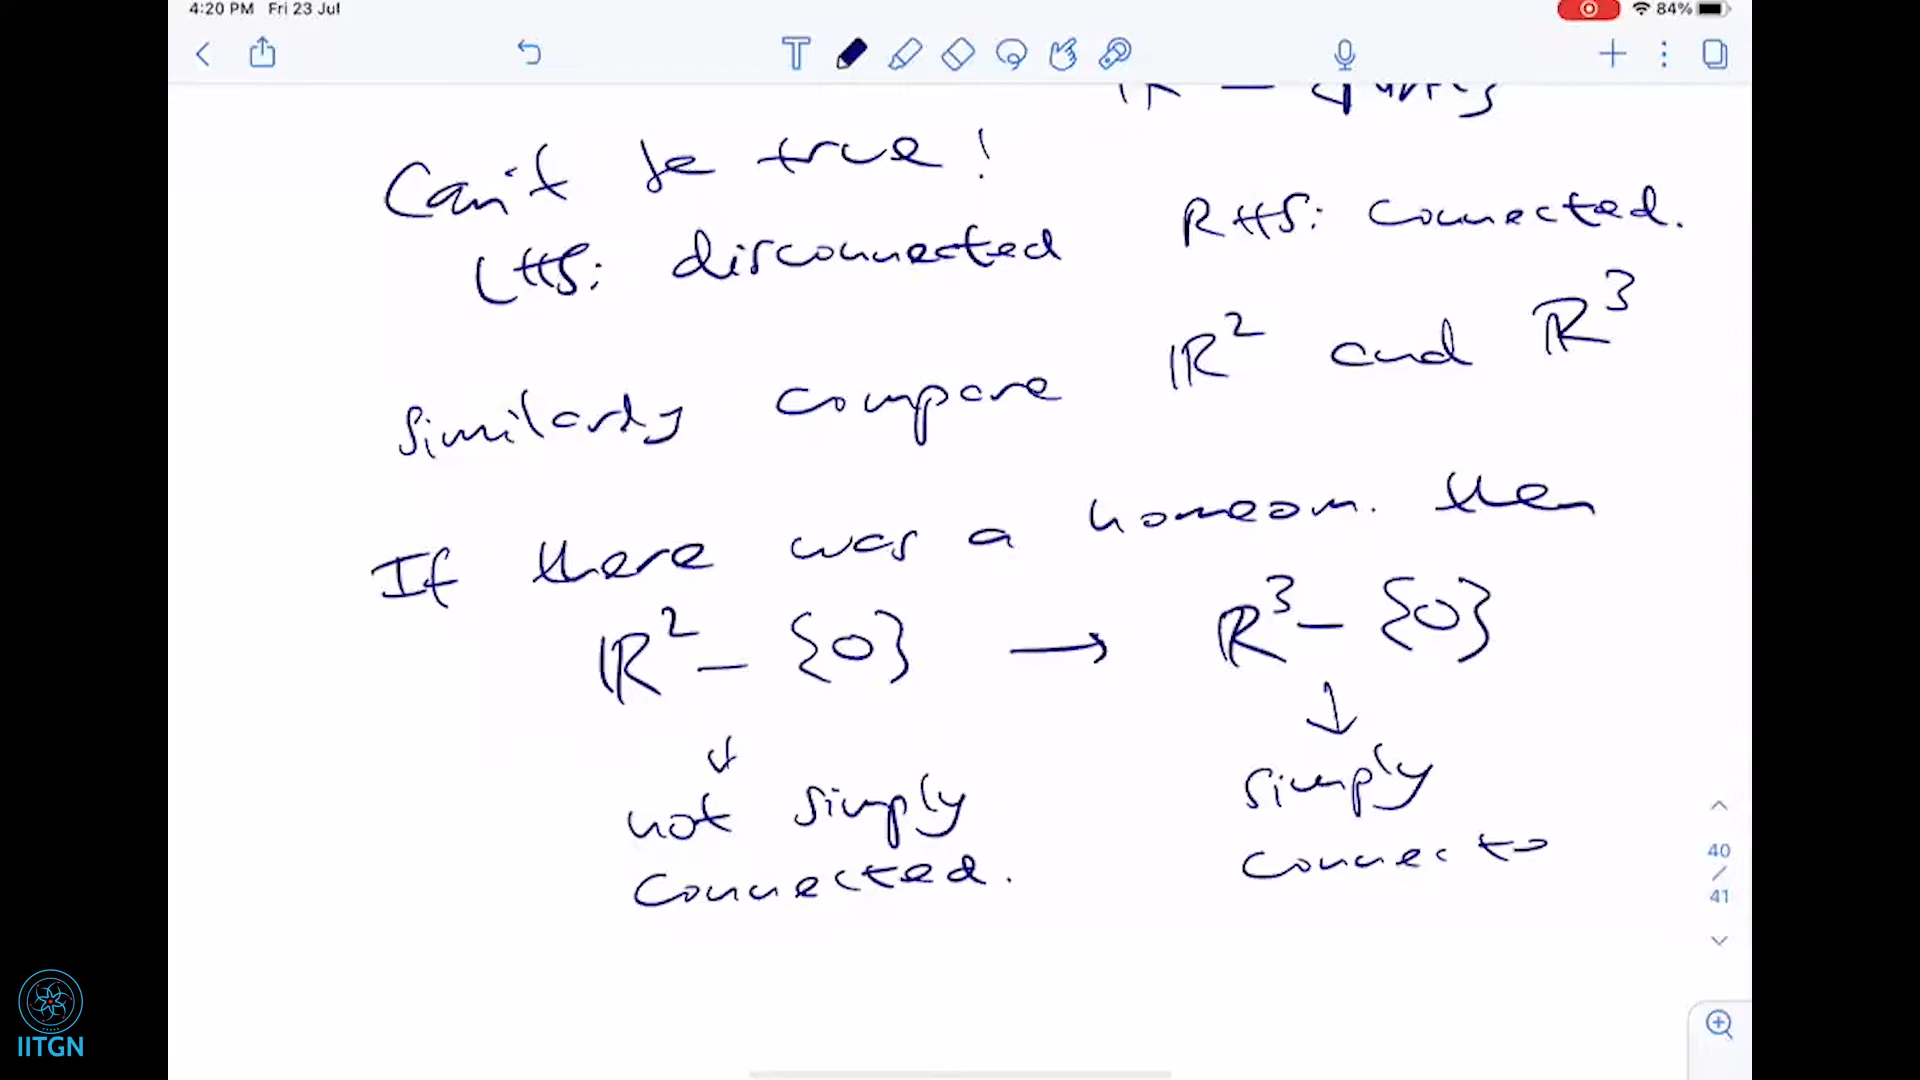 4:20 PM Fri 23 Jul
84%
Can't be true!
LHS: disconnected RHS: connected.
Similarly compare ℝ² and ℝ³
If there was a homeom. then
ℝ² – {0} → ℝ³ – {0}
↓ ↓
not simply simply
connected. connecte
40
/
41
IITGN